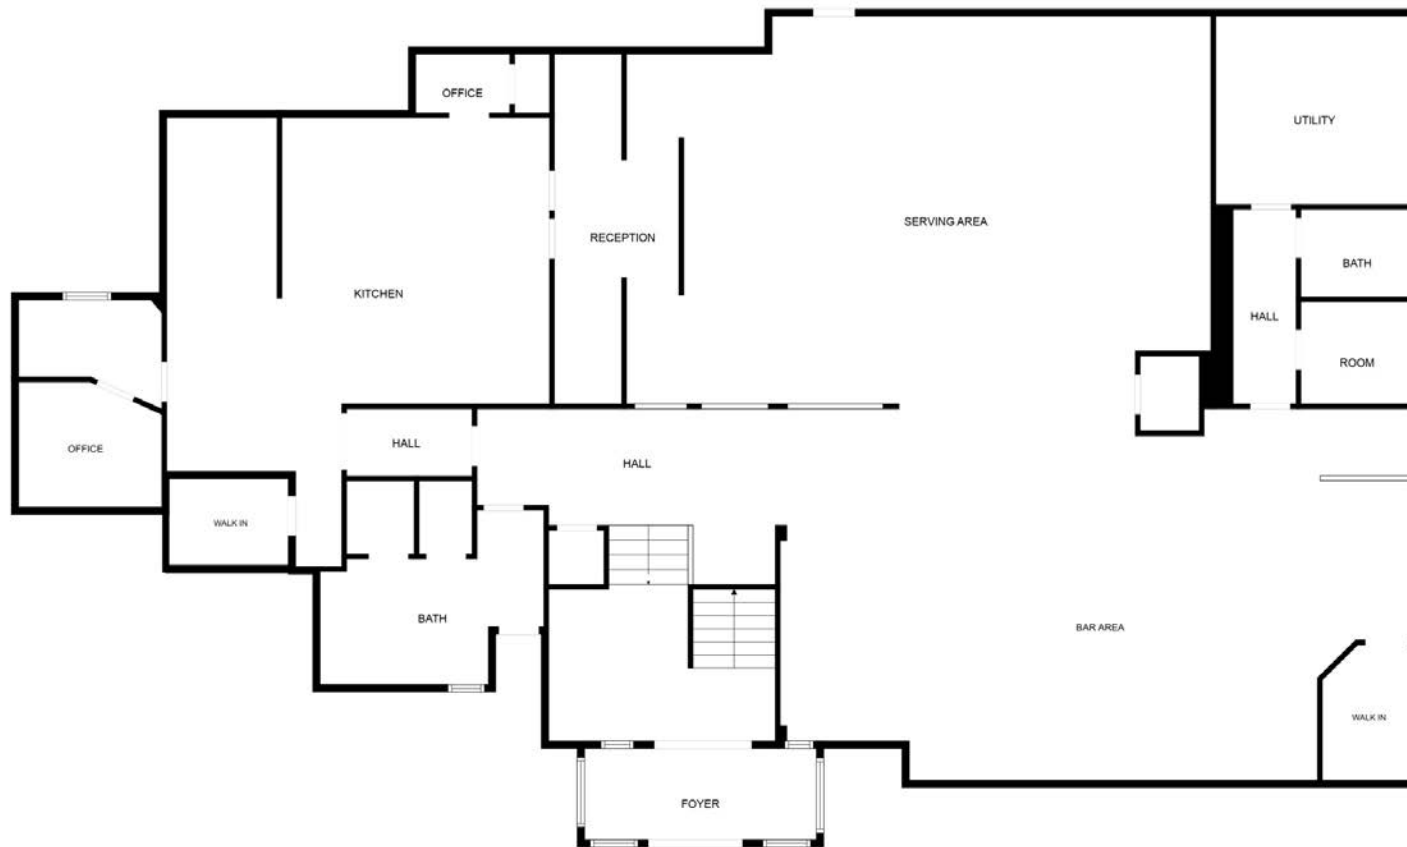 OFFICE
UTILITY
SERVING AREA
RECEPTION
BATH
KITCHEN
HALL
ROOM
HALL
OFFICE
HALL
WALK IN
BATH
BAR AREA
WALK IN
FOYER